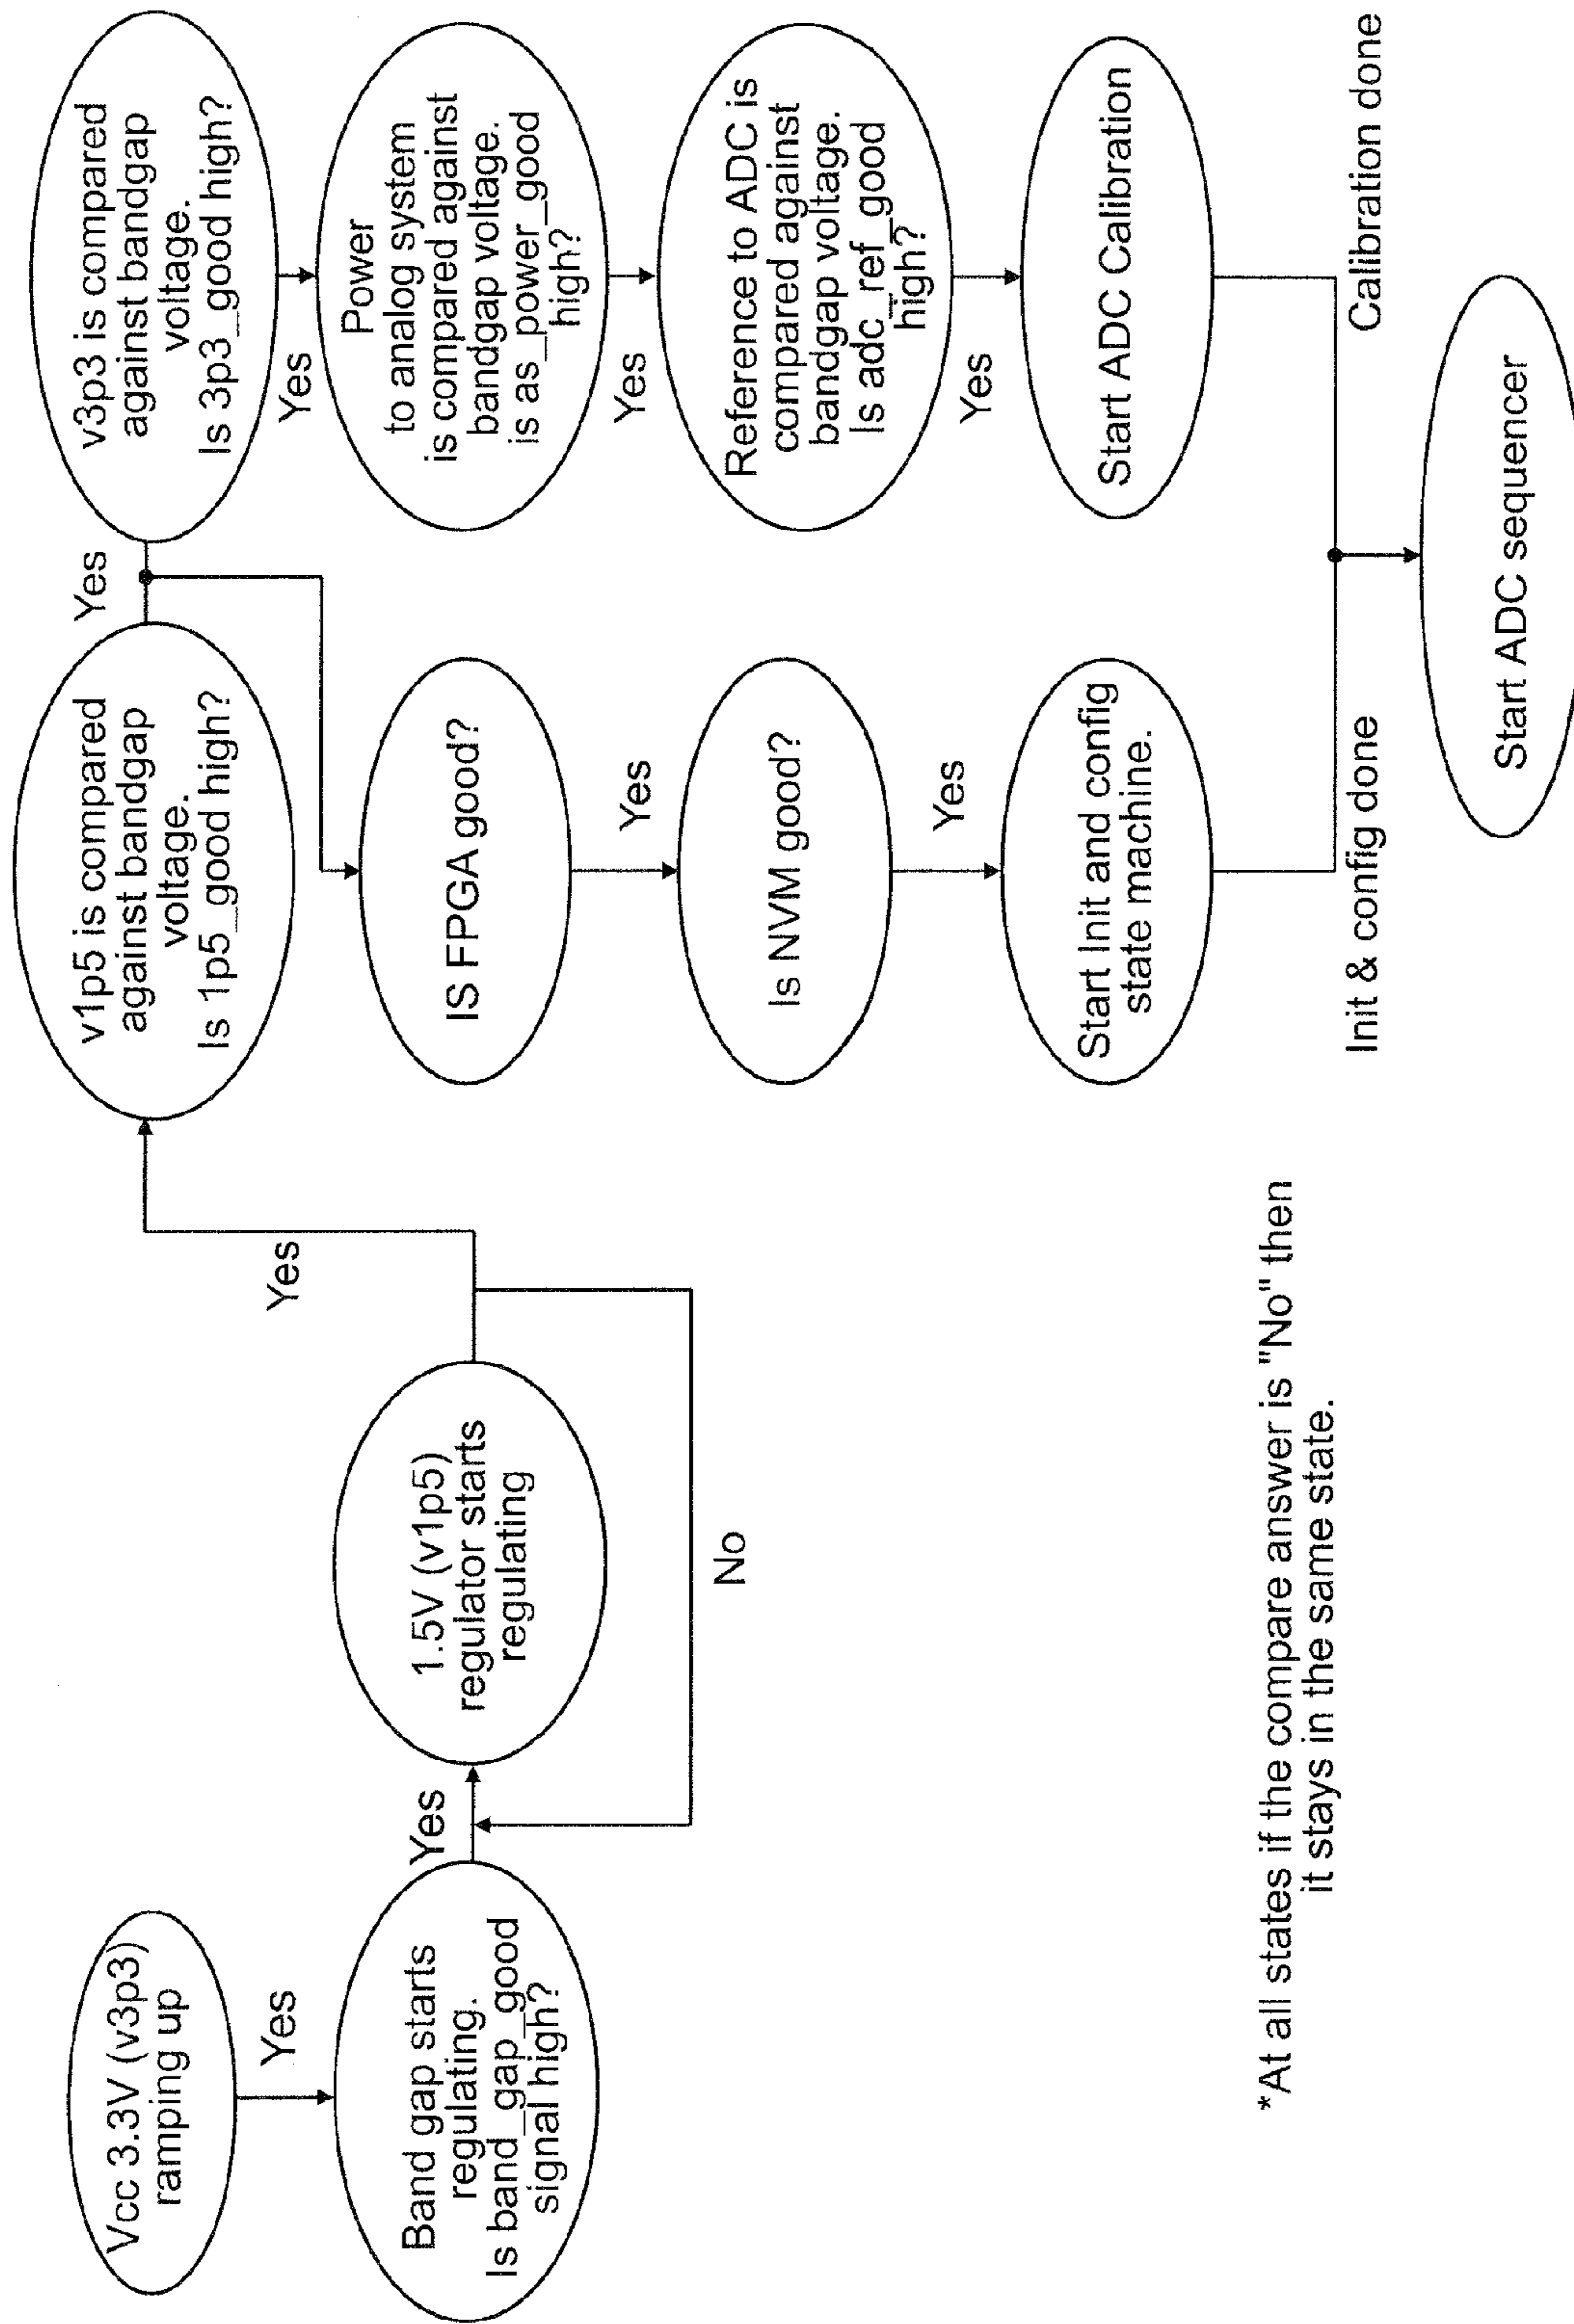 Vcc 3.3V (v3p3)
ramping up
Yes
Band gap starts
regulating.
Is band_gap_good
signal high?
Yes
1.5V (v1p5)
regulator starts
regulating
No
Yes
v1p5 is compared
against bandgap
voltage.
Is 1p5_good high?
Yes
IS FPGA good?
Yes
Is NVM good?
Yes
Start Init and config
state machine.
Init & config done
v3p3 is compared
against bandgap
voltage.
Is 3p3_good high?
Yes
Power
to analog system
is compared against
bandgap voltage.
is as_power_good
high?
Yes
Reference to ADC is
compared against
bandgap voltage.
Is adc_ref_good
high?
Yes
Start ADC Calibration
Calibration done
Start ADC sequencer
*At all states if the compare answer is "No" then
it stays in the same state.